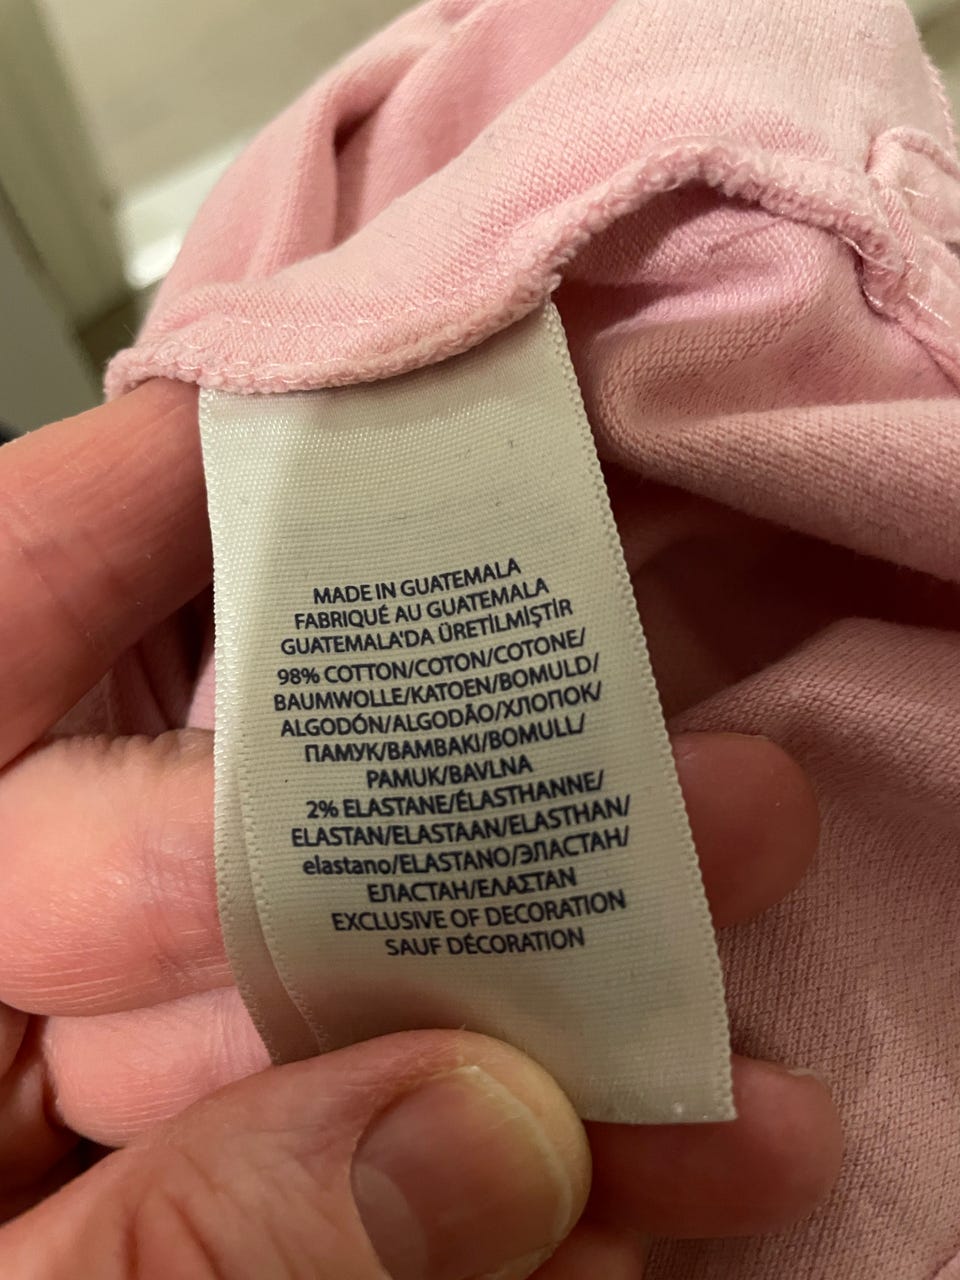 MADE IN GUATEMALA
FABRIQUÉ AU GUATEMALA
GUATEMALA'DA ÜRETİLMİŞTİR
98% COTTON/COTON/COTONE/
BAUMWOLLE/KATOEN/BOMULD/
ALGODÓN/ALGODÃO/ХЛОПОК/
ПАМУК/BAMBAKI/BOMULL/
PAMUK/BAVLNA
2% ELASTANE/ÉLASTHANNE/
ELASTAN/ELASTAAN/ELASTHAN/
elastano/ELASTANO/ЭЛАСТАН/
ЕЛАСТАН/ΕΛΑΣΤΑΝ
EXCLUSIVE OF DECORATION
SAUF DÉCORATION